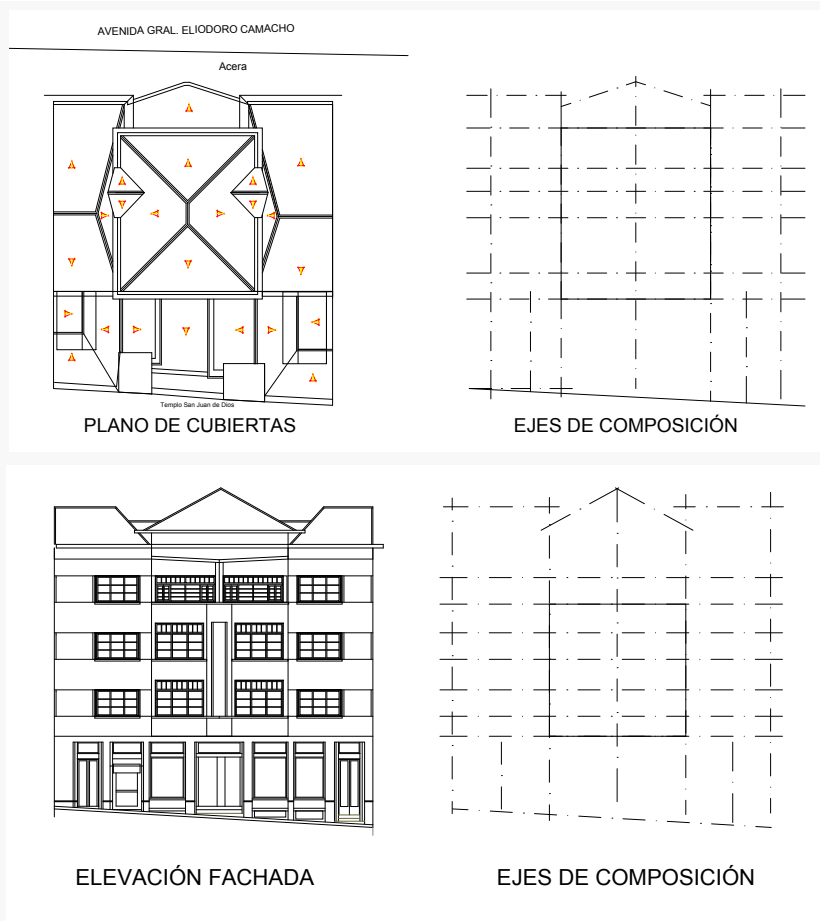 AVENIDA GRAL. ELIODORO CAMACHO
Acera
Templo San Juan de Dios
PLANO DE CUBIERTAS
EJES DE COMPOSICIÓN
ELEVACIÓN FACHADA
EJES DE COMPOSICIÓN